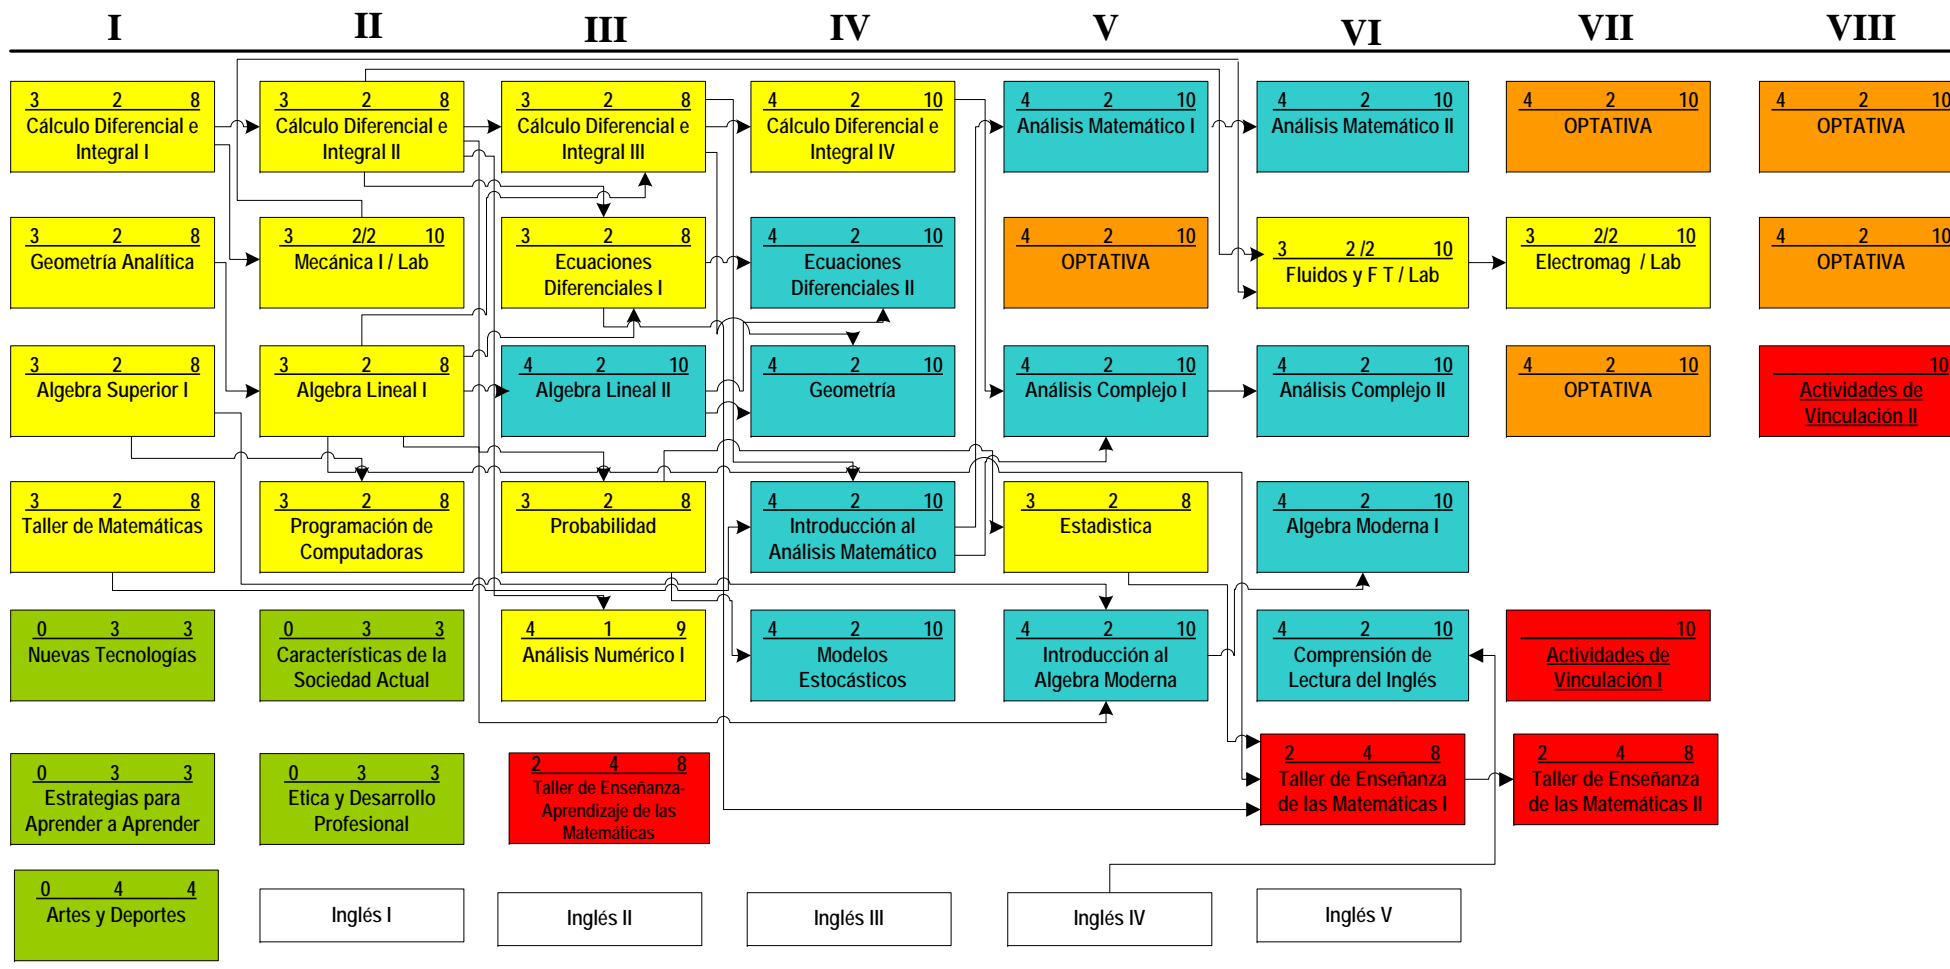 I II III IV V VI VII VIII
3 2 8
Cálculo Diferencial e
Integral I
3 2 8
Cálculo Diferencial e
Integral II
3 2 8
Cálculo Diferencial e
Integral III
4 2 10
Cálculo Diferencial e
Integral IV
4 2 10
Análisis Matemático I
4 2 10
Análisis Matemático II
4 2 10
OPTATIVA
4 2 10
OPTATIVA
3 2 8
Geometría Analítica
3 2/2 10
Mecánica I / Lab
3 2 8
Ecuaciones
Diferenciales I
4 2 10
Ecuaciones
Diferenciales II
4 2 10
OPTATIVA
3 2 /2 10
Fluidos y F T / Lab
3 2/2 10
Electromag / Lab
4 2 10
OPTATIVA
3 2 8
Algebra Superior I
3 2 8
Algebra Lineal I
4 2 10
Algebra Lineal II
4 2 10
Geometría
4 2 10
Análisis Complejo I
4 2 10
Análisis Complejo II
4 2 10
OPTATIVA
10
Actividades de
Vinculación II
3 2 8
Taller de Matemáticas
3 2 8
Programación de
Computadoras
3 2 8
Probabilidad
4 2 10
Introducción al
Análisis Matemático
3 2 8
Estadìstica
4 2 10
Algebra Moderna I
0 3 3
Nuevas Tecnologías
0 3 3
Características de la
Sociedad Actual
4 1 9
Análisis Numérico I
4 2 10
Modelos
Estocásticos
4 2 10
Introducción al
Algebra Moderna
4 2 10
Comprensión de
Lectura del Inglés
10
Actividades de
Vinculación I
0 3 3
Estrategias para
Aprender a Aprender
0 3 3
Etica y Desarrollo
Profesional
2 4 8
Taller de Enseñanza-
Aprendizaje de las
Matemáticas
2 4 8
Taller de Enseñanza
de las Matemáticas I
2 4 8
Taller de Enseñanza
de las Matemáticas II
0 4 4
Artes y Deportes
Inglés I
Inglés II
Inglés III
Inglés IV
Inglés V